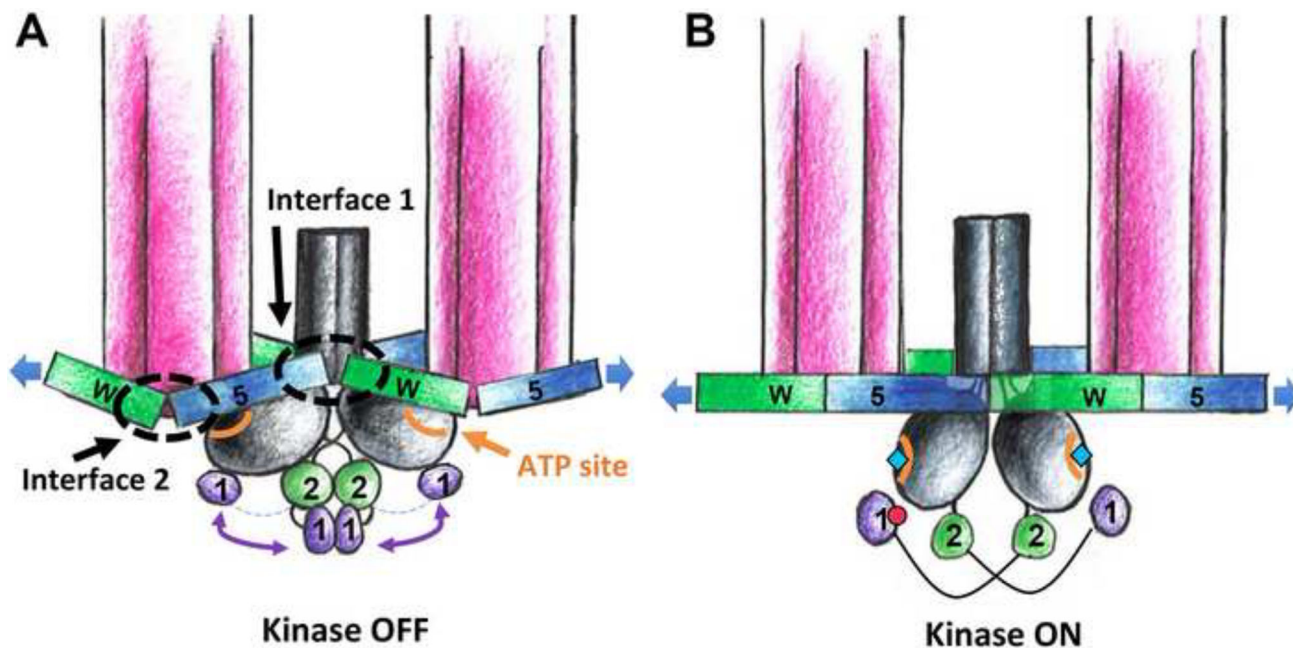 A
B
Interface 1
W
5
W
5
Interface 2
ATP site
1
2
2
1
1
1
Kinase OFF
W
5
W
5
1
2
2
1
Kinase ON